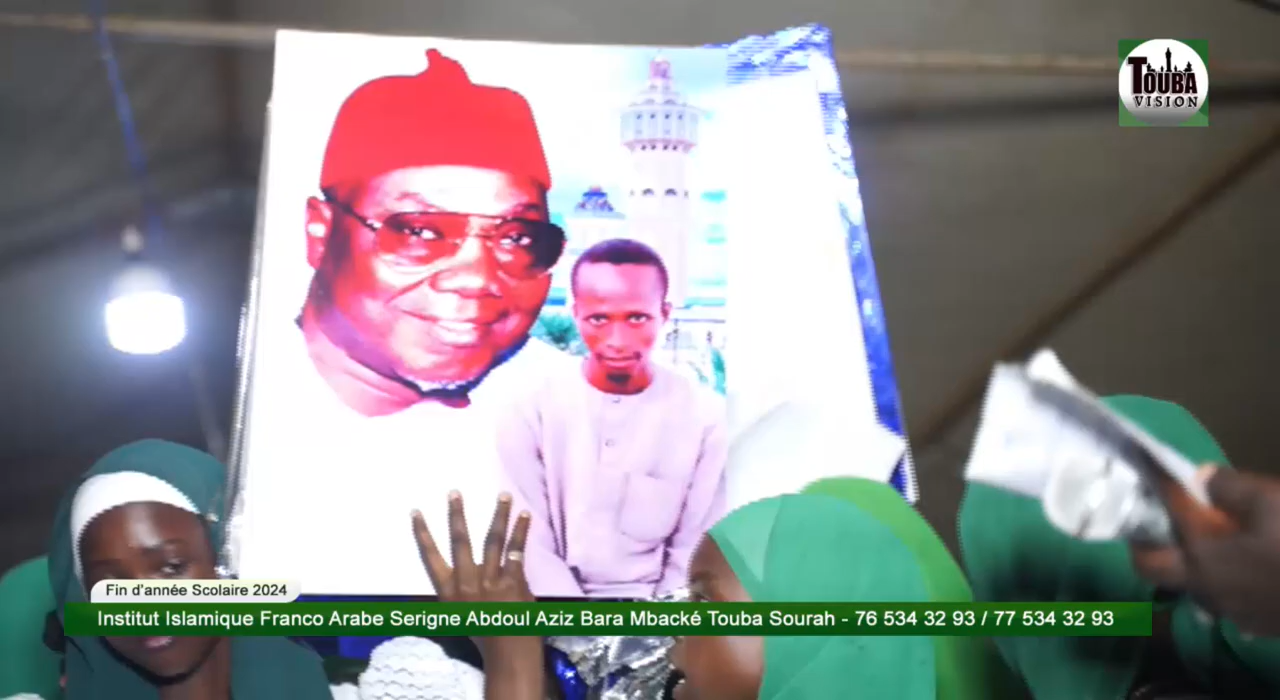 TOUBA
VISION
Fin d'année Scolaire 2024
Institut Islamique Franco Arabe Serigne Abdoul Aziz Bara Mbacké Touba Sourah - 76 534 32 93 / 77 534 32 93